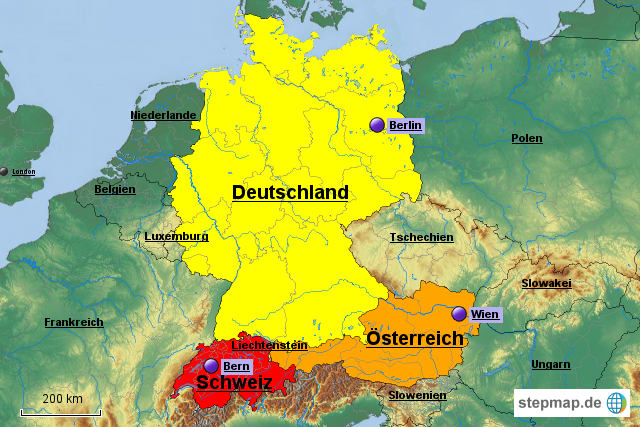 Niederlande
Berlin
Polen
London
Belgien
Deutschland
Luxemburg
Tschechien
Slowakei
Frankreich
Wien
Österreich
Liechtenstein
Bern
Schweiz
Ungarn
Slowenien
200 km
stepmap.de